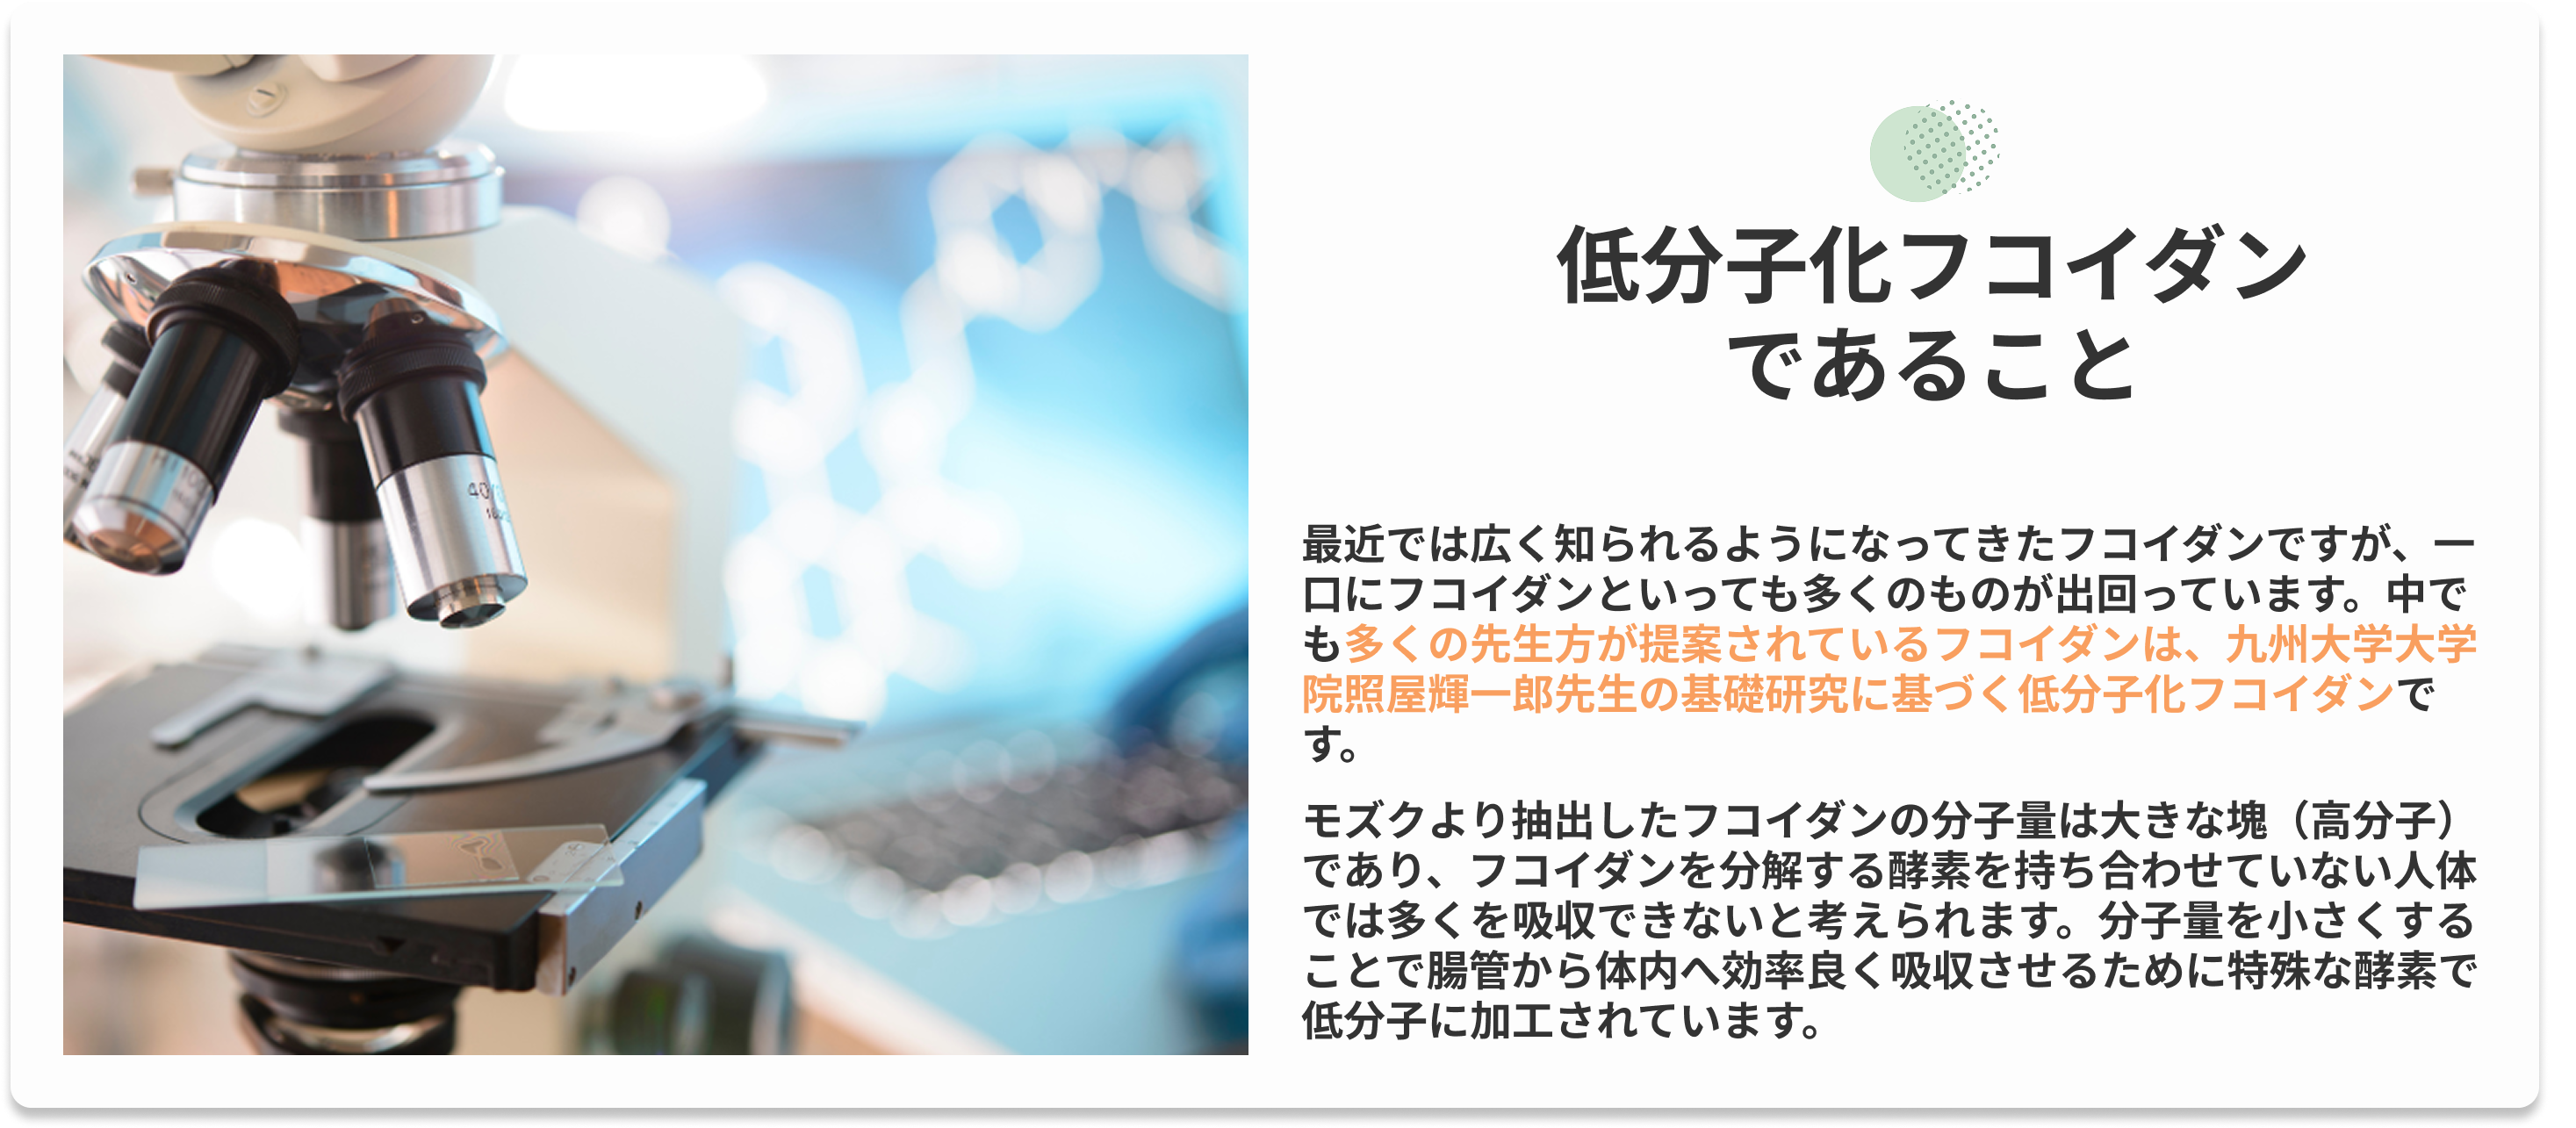 低分子化フコイダン
であること
最近では広く知られるようになってきたフコイダンですが、一
口にフコイダンといっても多くのものが出回っています。中で
も多くの先生方が提案されているフコイダンは、九州大学大学
院照屋輝一郎先生の基礎研究に基づく低分子化フコイダンで
す。
モズクより抽出したフコイダンの分子量は大きな塊（高分子）
であり、フコイダンを分解する酵素を持ち合わせていない人体
では多くを吸収できないと考えられます。分子量を小さくする
ことで腸管から体内へ効率良く吸収させるために特殊な酵素で
低分子に加工されています。
40